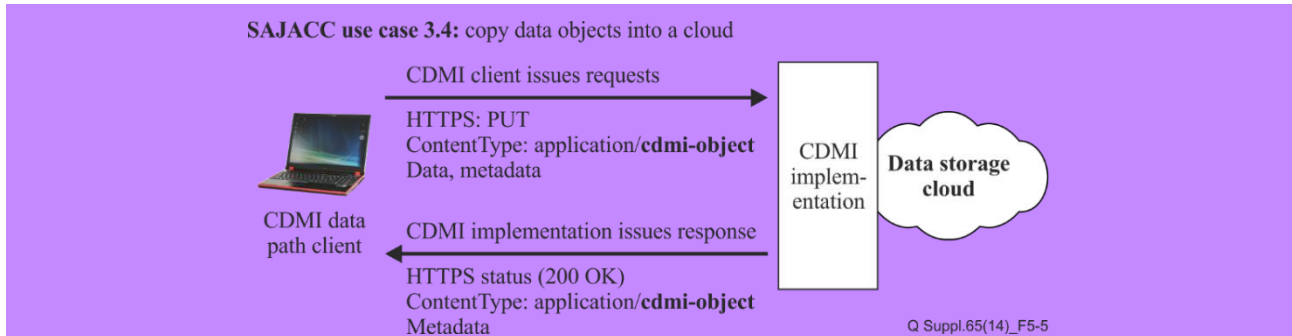 SAJACC use case 3.4: copy data objects into a cloud
CDMI client issues requests
HTTPS: PUT
ContentType: application/cdmi-object
Data, metadata
CDMI data
path client
CDMI implementation issues response
HTTPS status (200 OK)
ContentType: application/cdmi-object
Metadata
CDMI
implem-
entation
Data storage
cloud
Q Suppl.65(14)_F5-5